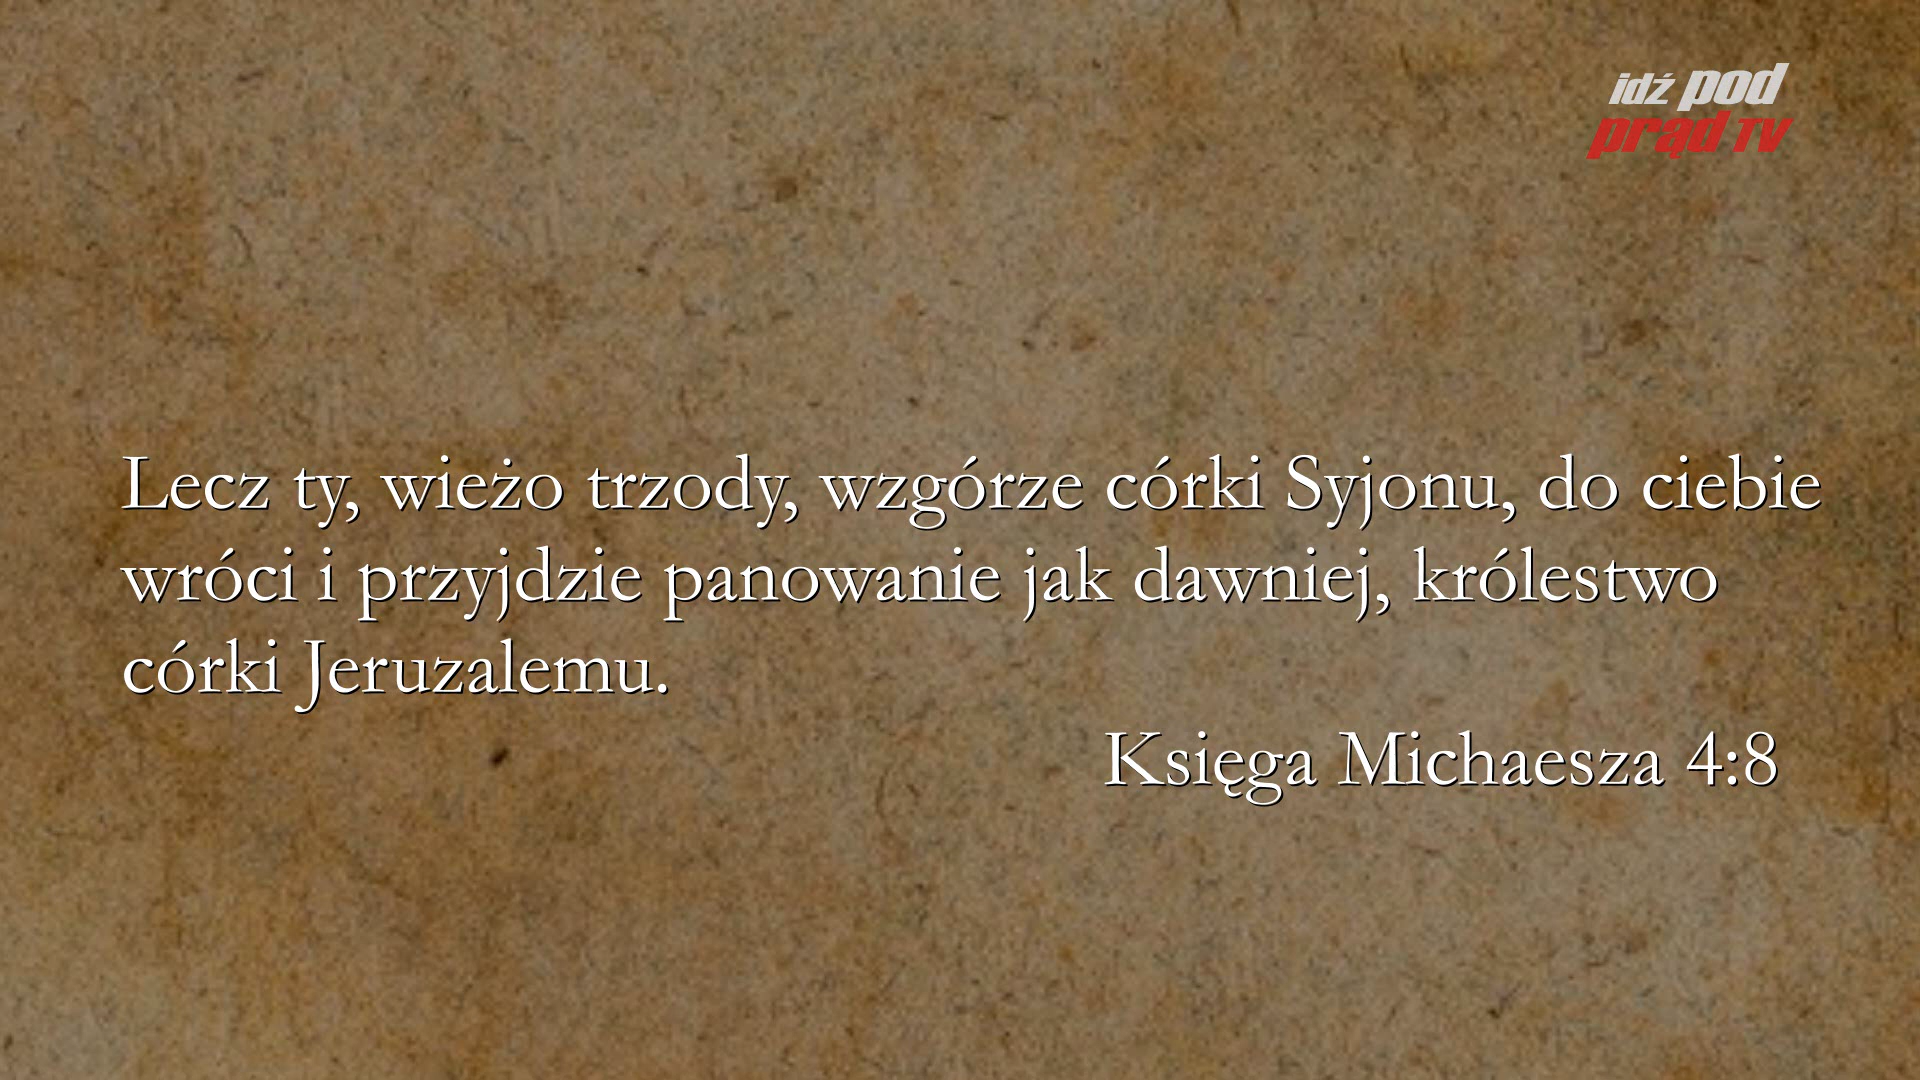 idź pod
prąd TV
Lecz ty, wieżo trzody, wzgórze córki Syjonu, do ciebie
wróci i przyjdzie panowanie jak dawniej, królestwo
córki Jeruzalemu.
Księga Michaesza 4:8